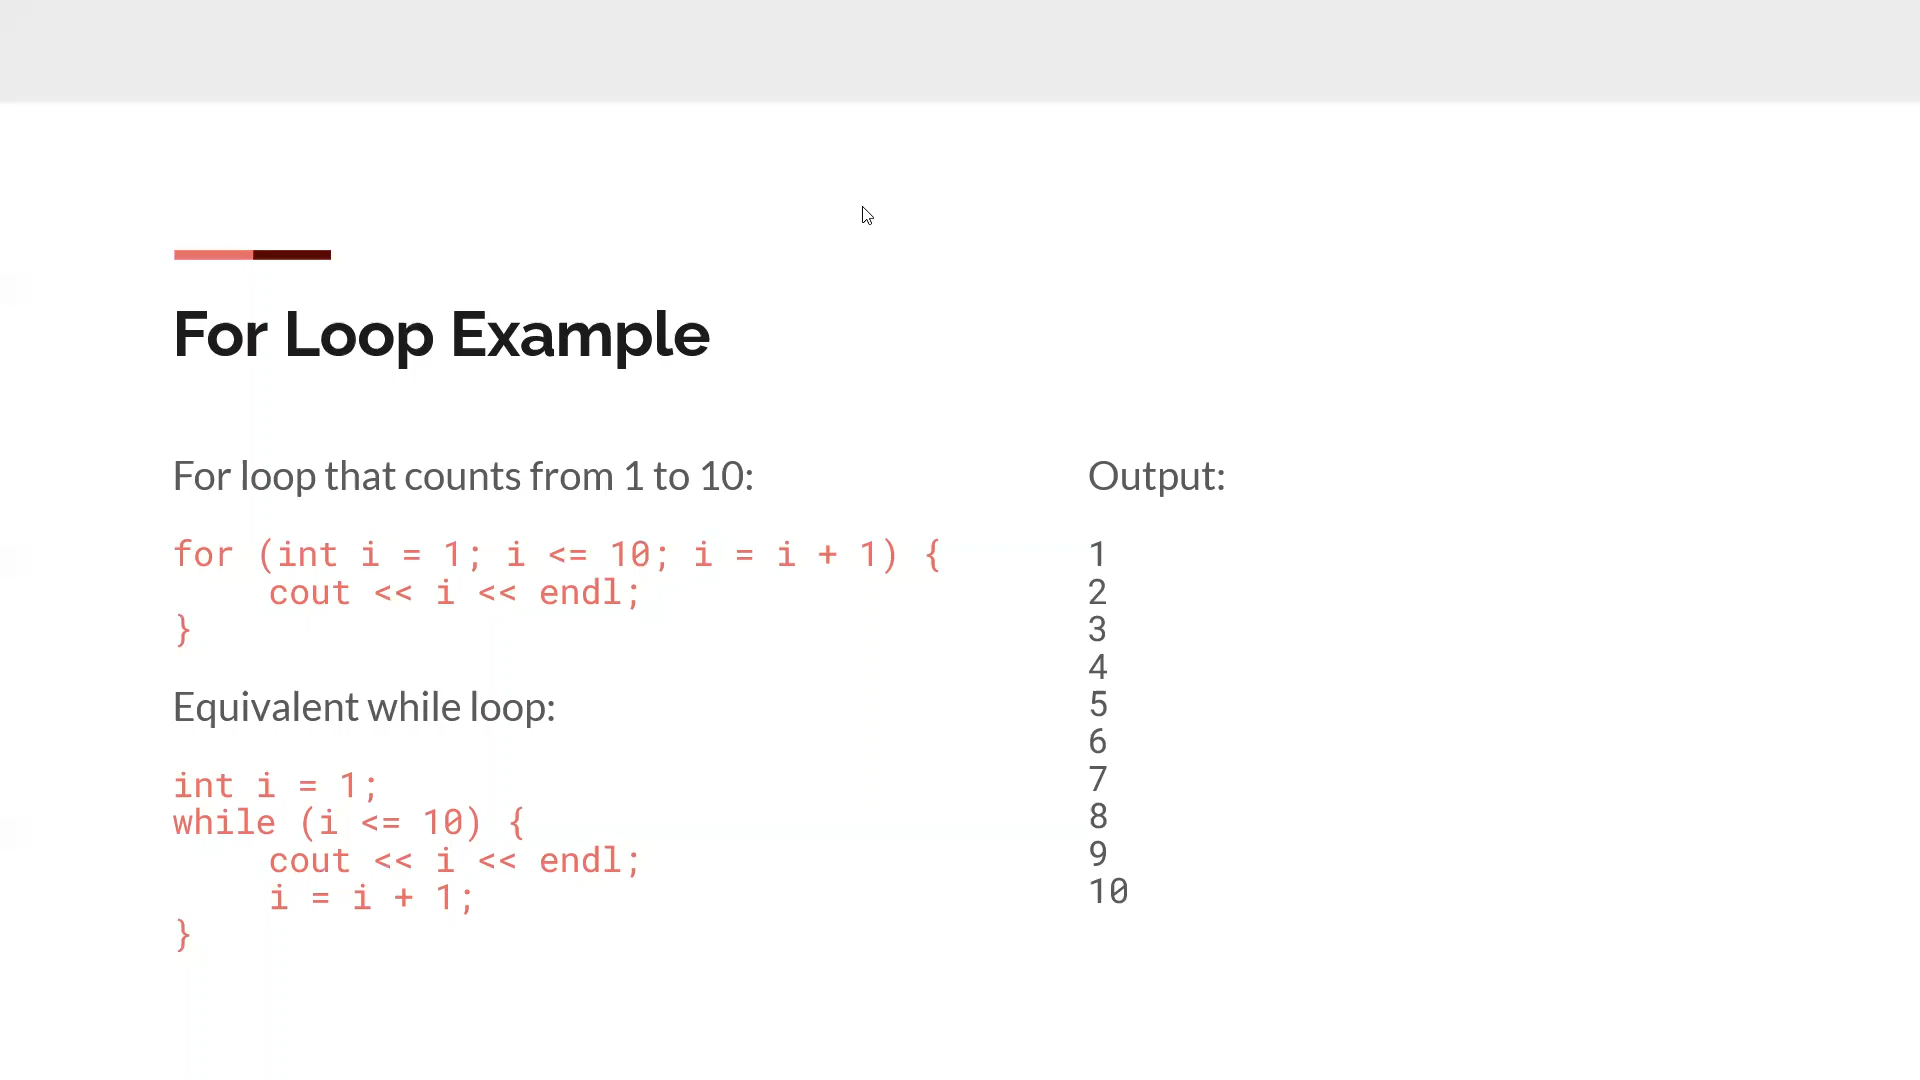 For Loop Example
For loop that counts from 1 to 10:
for (int i = 1; i <= 10; i = i + 1) {
     cout << i << endl;
}
Equivalent while loop:
int i = 1;
while (i <= 10) {
     cout << i << endl;
     i = i + 1;
}
Output:
1
2
3
4
5
6
7
8
9
10